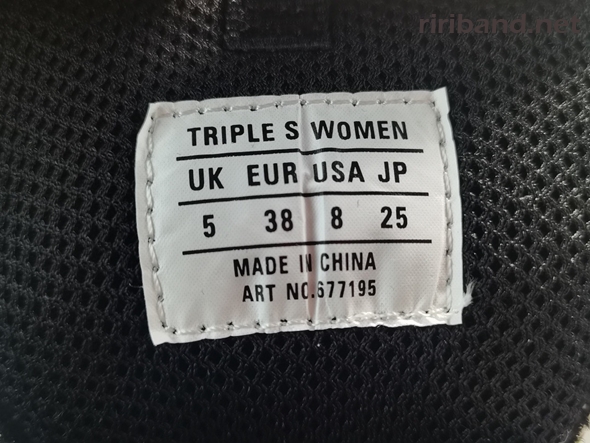 ririband.net
TRIPLE S WOMEN
UK EUR USA JP
5 38 8 25
MADE IN CHINA
ART NO.677195